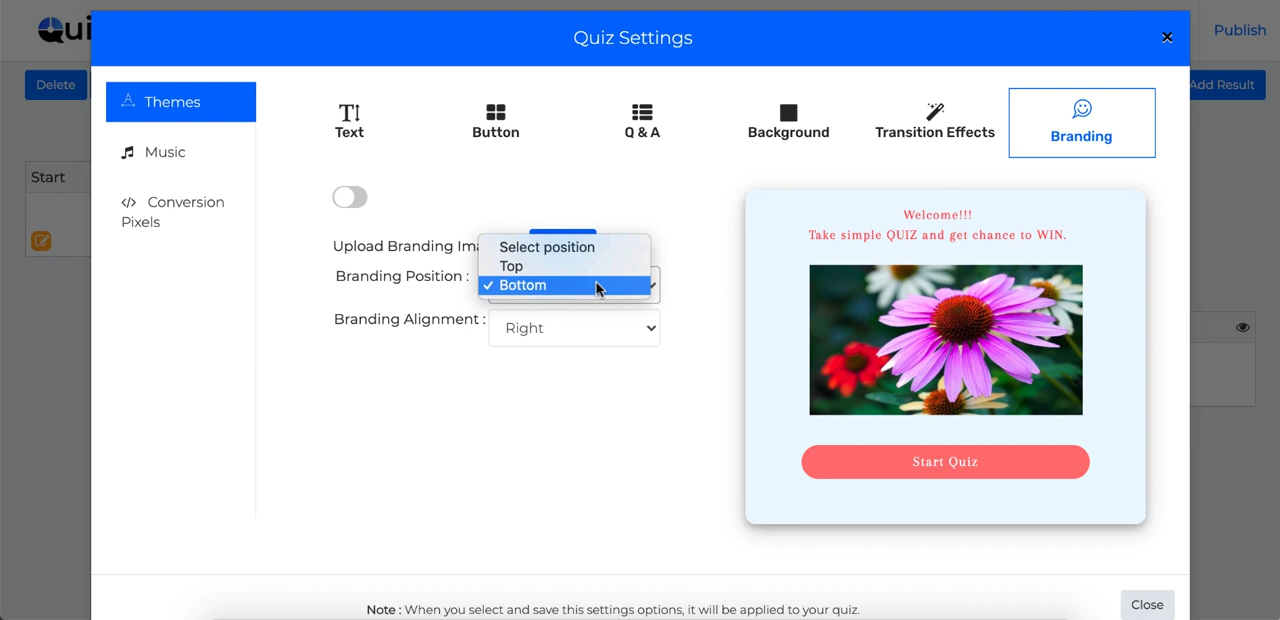 Qui
Quiz Settings
×
Publish
Delete
Add Result
Themes
Music
Conversion
Pixels
Start
Text
Button
Q & A
Background
Transition Effects
Branding
Upload Branding Ima
Select position
Top
Bottom
Branding Position :
Branding Alignment :
Right
Welcome!!!
Take simple QUIZ and get chance to WIN.
Start Quiz
Note : When you select and save this settings options, it will be applied to your quiz.
Close